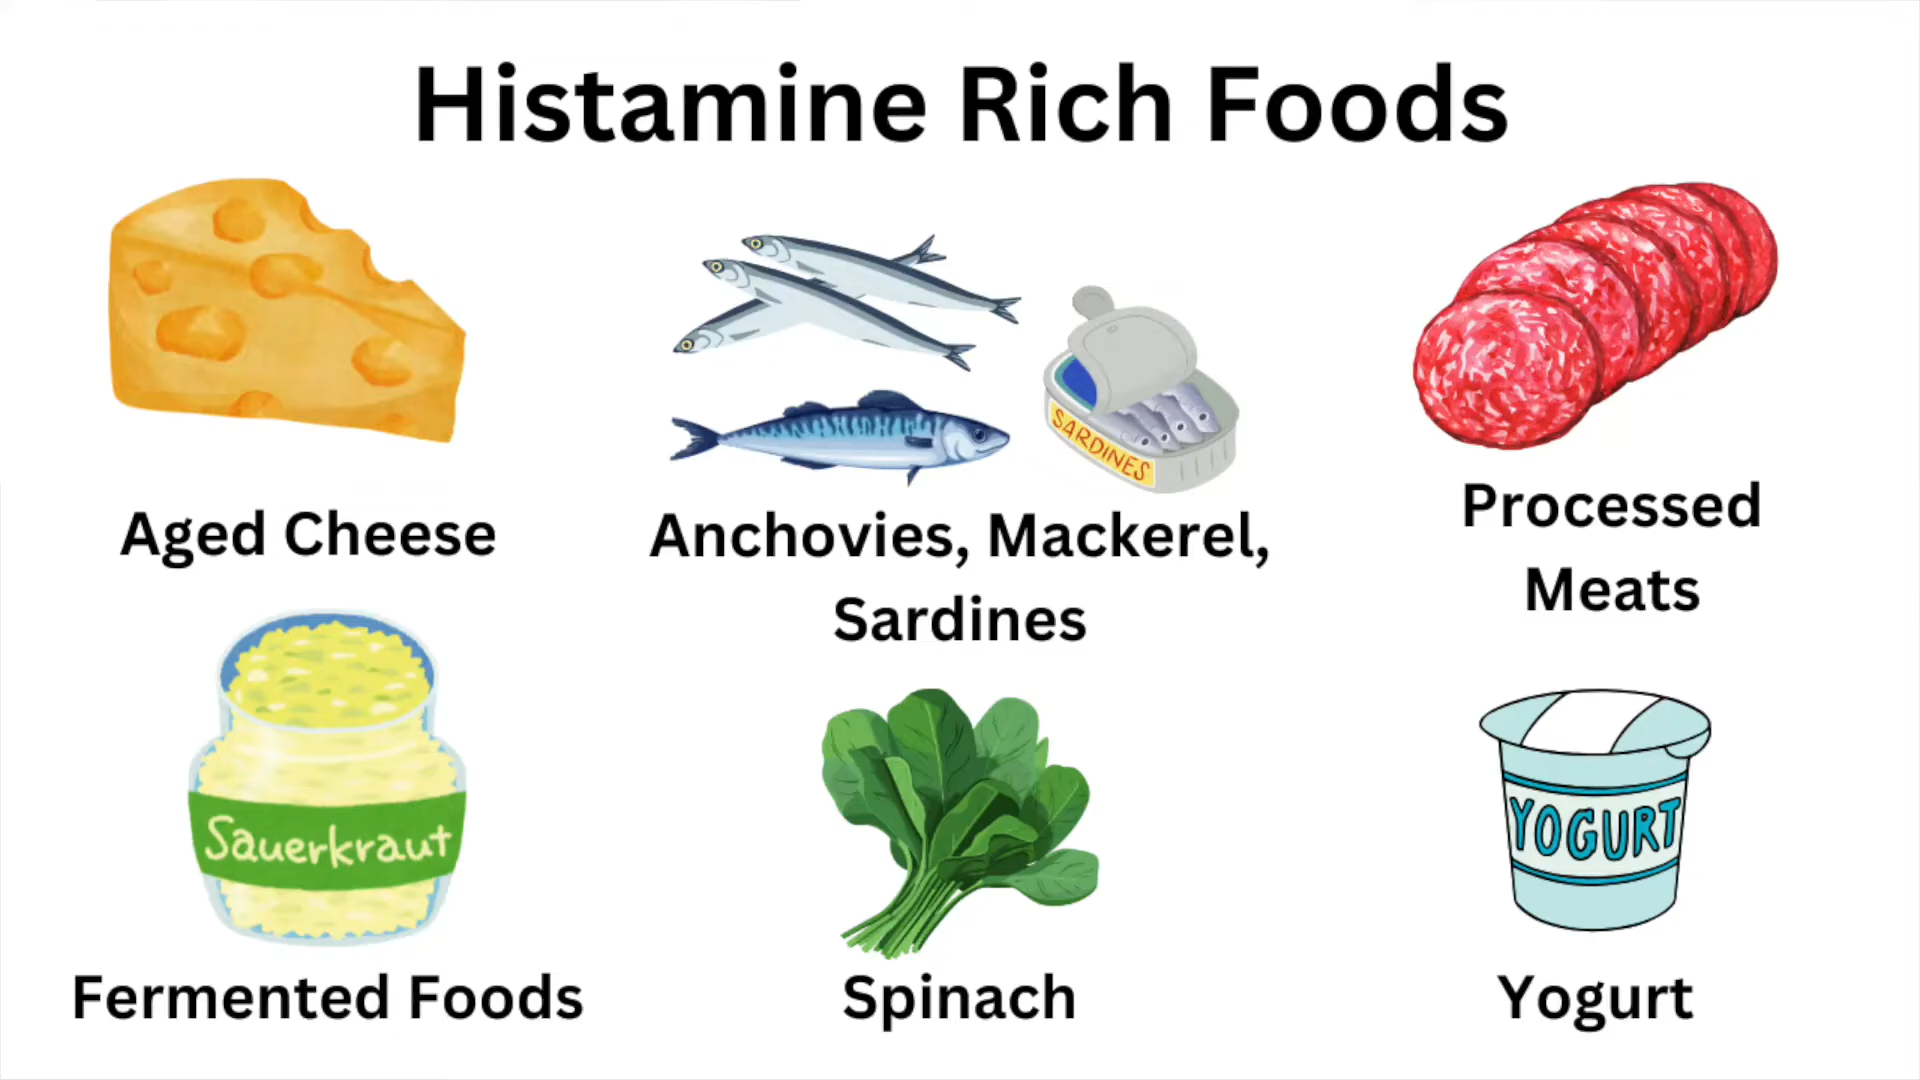 Histamine Rich Foods
SARDINES
Aged Cheese
Anchovies, Mackerel,
Sardines
Processed
Meats
Sauerkraut
YOGURT
Fermented Foods
Spinach
Yogurt